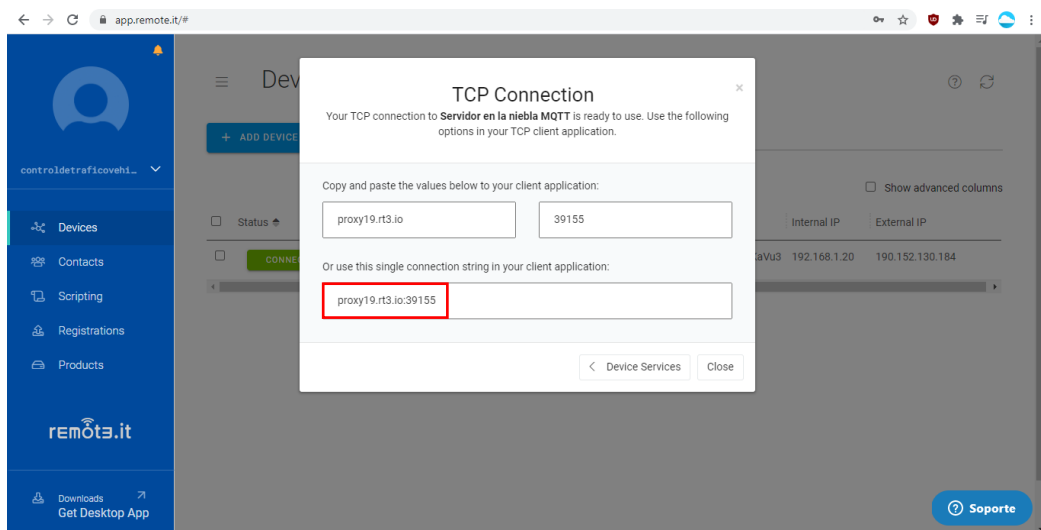 app.remote.it/#
controldetraficovehi…
Devices
Contacts
Scripting
Registrations
Products
remote.it
Downloads
Get Desktop App
Dev
+ ADD DEVICE
Show advanced columns
Status
Internal IP
External IP
CONNE
aVu3
192.168.1.20
190.152.130.184
TCP Connection
×
Your TCP connection to Servidor en la niebla MQTT is ready to use. Use the following
options in your TCP client application.
Copy and paste the values below to your client application:
proxy19.rt3.io
39155
Or use this single connection string in your client application:
proxy19.rt3.io:39155
< Device Services
Close
Soporte